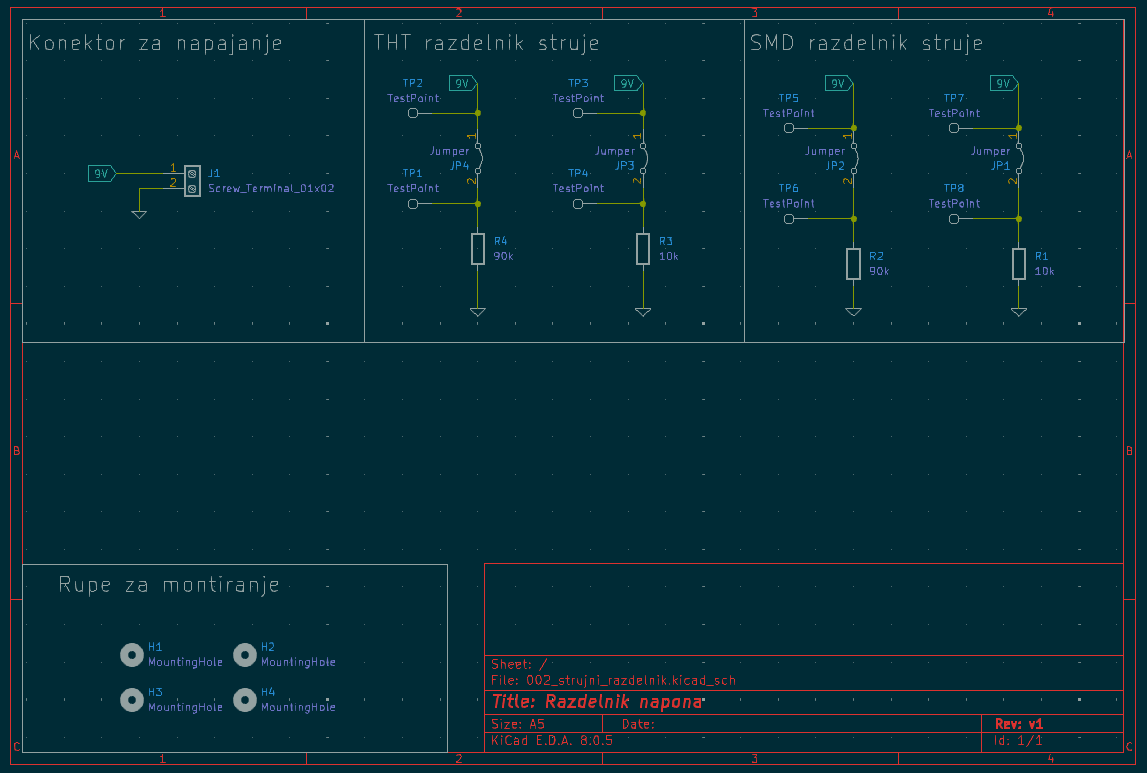 1 2 3 4
Konektor za napajanje
THT razdelnik struje
SMD razdelnik struje
A
A
9V
1
2
J1
Screw_Terminal_01x02
TP2
TestPoint
9V
1
Jumper
JP4
2
TP1
TestPoint
R4
90k
TP3
TestPoint
9V
1
Jumper
JP3
2
TP4
TestPoint
R3
10k
TP5
TestPoint
9V
1
Jumper
JP2
2
TP6
TestPoint
R2
90k
TP7
TestPoint
9V
1
Jumper
JP1
2
TP8
TestPoint
R1
10k
B
B
Rupe za montiranje
H1
MountingHole
H2
MountingHole
H3
MountingHole
H4
MountingHole
Sheet: /
File: 002_strujni_razdelnik.kicad_sch
Title: Razdelnik napona
Size: A5 Date: Rev: v1
KiCad E.D.A. 8.0.5 Id: 1/1
C
C
1 2 3 4